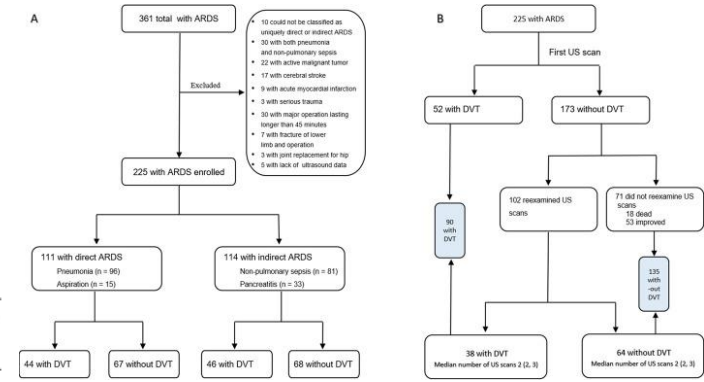 A
361 total with ARDS
• 10 could not be classified as
uniquely direct or indirect ARDS
• 30 with both pneumonia
and non-pulmonary sepsis
• 22 with active malignant tumor
• 17 with cerebral stroke
• 9 with acute myocardial infarction
• 3 with serious trauma
• 30 with major operation lasting
longer than 45 minutes
• 7 with fracture of lower
limb and operation
• 3 with joint replacement for hip
• 5 with lack of ultrasound data
Excluded
225 with ARDS enrolled
111 with direct ARDS
Pneumonia (n = 96)
Aspiration (n = 15)
114 with indirect ARDS
Non-pulmonary sepsis (n = 81)
Pancreatitis (n = 33)
44 with DVT
67 without DVT
46 with DVT
68 without DVT
B
225 with ARDS
First US scan
52 with DVT
173 without DVT
102 reexamined US
scans
71 did not reexamine US
scans
18 dead
53 improved
90
with
DVT
135
with
-out
DVT
38 with DVT
Median number of US scans 2 (2, 3)
64 without DVT
Median number of US scans 2 (2, 3)